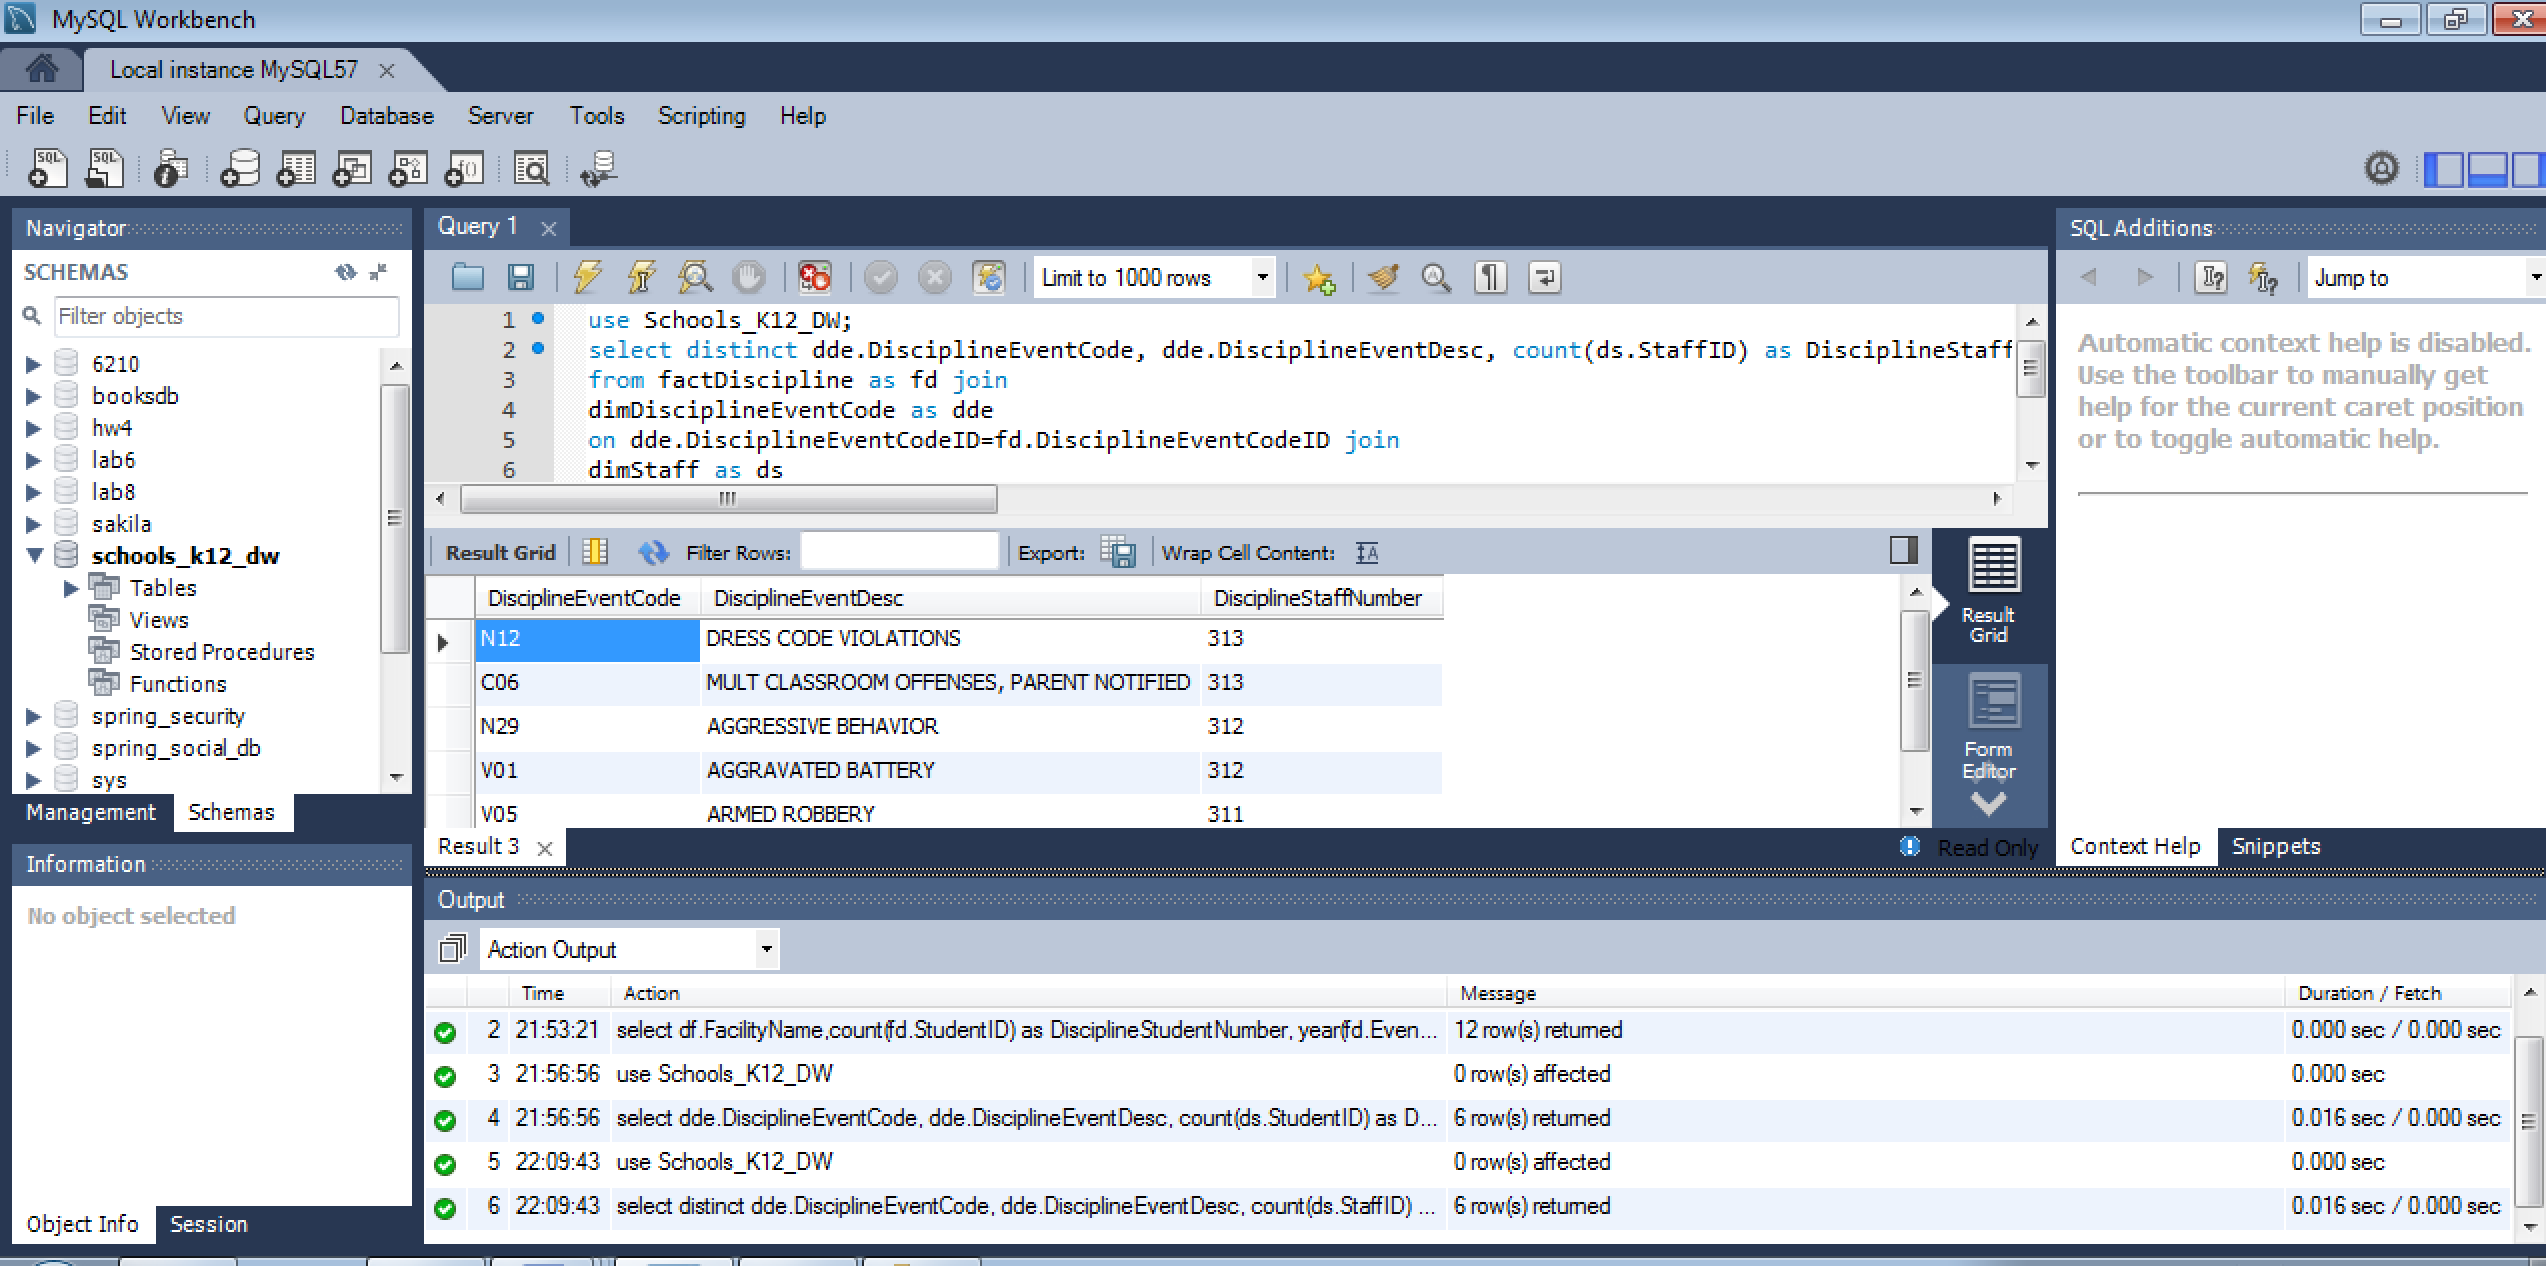 MySQL Workbench
Local instance MySQL57
File Edit View Query Database Server Tools Scripting Help
Navigator
SCHEMAS
Filter objects
6210
booksdb
hw4
lab6
lab8
sakila
schools_k12_dw
Tables
Views
Stored Procedures
Functions
spring_security
spring_social_db
sys
Management Schemas
Information
No object selected
Object Info Session
Query 1
Limit to 1000 rows
1 use Schools_K12_DW;
2 select distinct dde.DisciplineEventCode, dde.DisciplineEventDesc, count(ds.StaffID) as DisciplineStaff
3 from factDiscipline as fd join
4 dimDisciplineEventCode as dde
5 on dde.DisciplineEventCodeID=fd.DisciplineEventCodeID join
6 dimStaff as ds
Result Grid Filter Rows: Export: Wrap Cell Content:
DisciplineEventCode DisciplineEventDesc DisciplineStaffNumber
N12 DRESS CODE VIOLATIONS 313
C06 MULT CLASSROOM OFFENSES, PARENT NOTIFIED 313
N29 AGGRESSIVE BEHAVIOR 312
V01 AGGRAVATED BATTERY 312
V05 ARMED ROBBERY 311
Result
Grid
Form
Editor
Result 3
Read Only
SQL Additions
Jump to
Automatic context help is disabled.
Use the toolbar to manually get
help for the current caret position
or to toggle automatic help.
Context Help Snippets
Output
Action Output
Time Action Message Duration / Fetch
2 21:53:21 select df.FacilityName,count(fd.StudentID) as DisciplineStudentNumber, year(fd.Even... 12 row(s) returned 0.000 sec / 0.000 sec
3 21:56:56 use Schools_K12_DW 0 row(s) affected 0.000 sec
4 21:56:56 select dde.DisciplineEventCode, dde.DisciplineEventDesc, count(ds.StudentID) as D... 6 row(s) returned 0.016 sec / 0.000 sec
5 22:09:43 use Schools_K12_DW 0 row(s) affected 0.000 sec
6 22:09:43 select distinct dde.DisciplineEventCode, dde.DisciplineEventDesc, count(ds.StaffID) ... 6 row(s) returned 0.016 sec / 0.000 sec